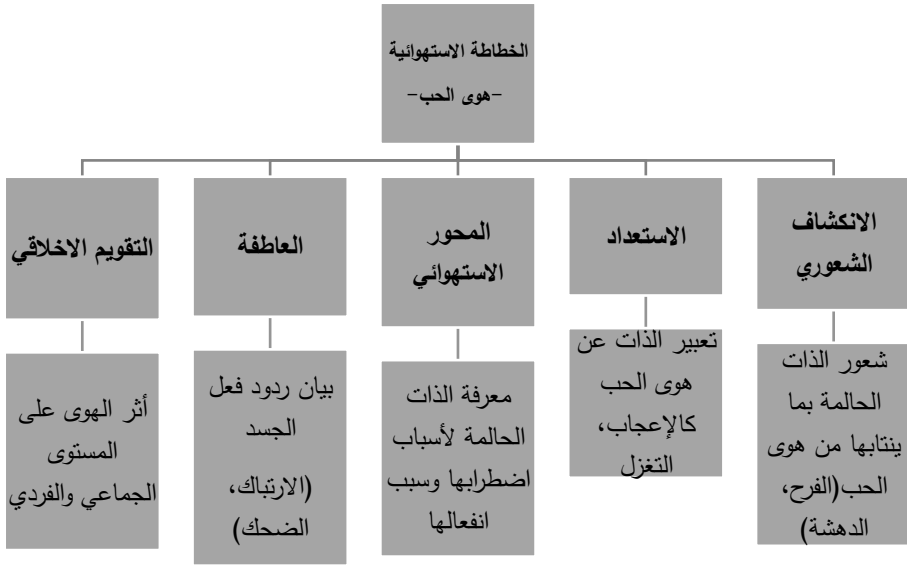 الخطاطة الاستهوائية
-هوى الحب-
الانكشاف
الشعوري
الاستعداد
المحور
الاستهوائي
العاطفة
التقويم الاخلاقي
شعور الذات
الحالمة بما
ينتابها من هوى
الحب(الفرح،
الدهشة)
تعبير الذات عن
هوى الحب
كالإعجاب،
التغزل
معرفة الذات
الحالمة لأسباب
اضطرابها وسبب
انفعالها
بيان ردود فعل
الجسد
(الارتباك،
الضحك)
أثر الهوى على
المستوى
الجماعي والفردي